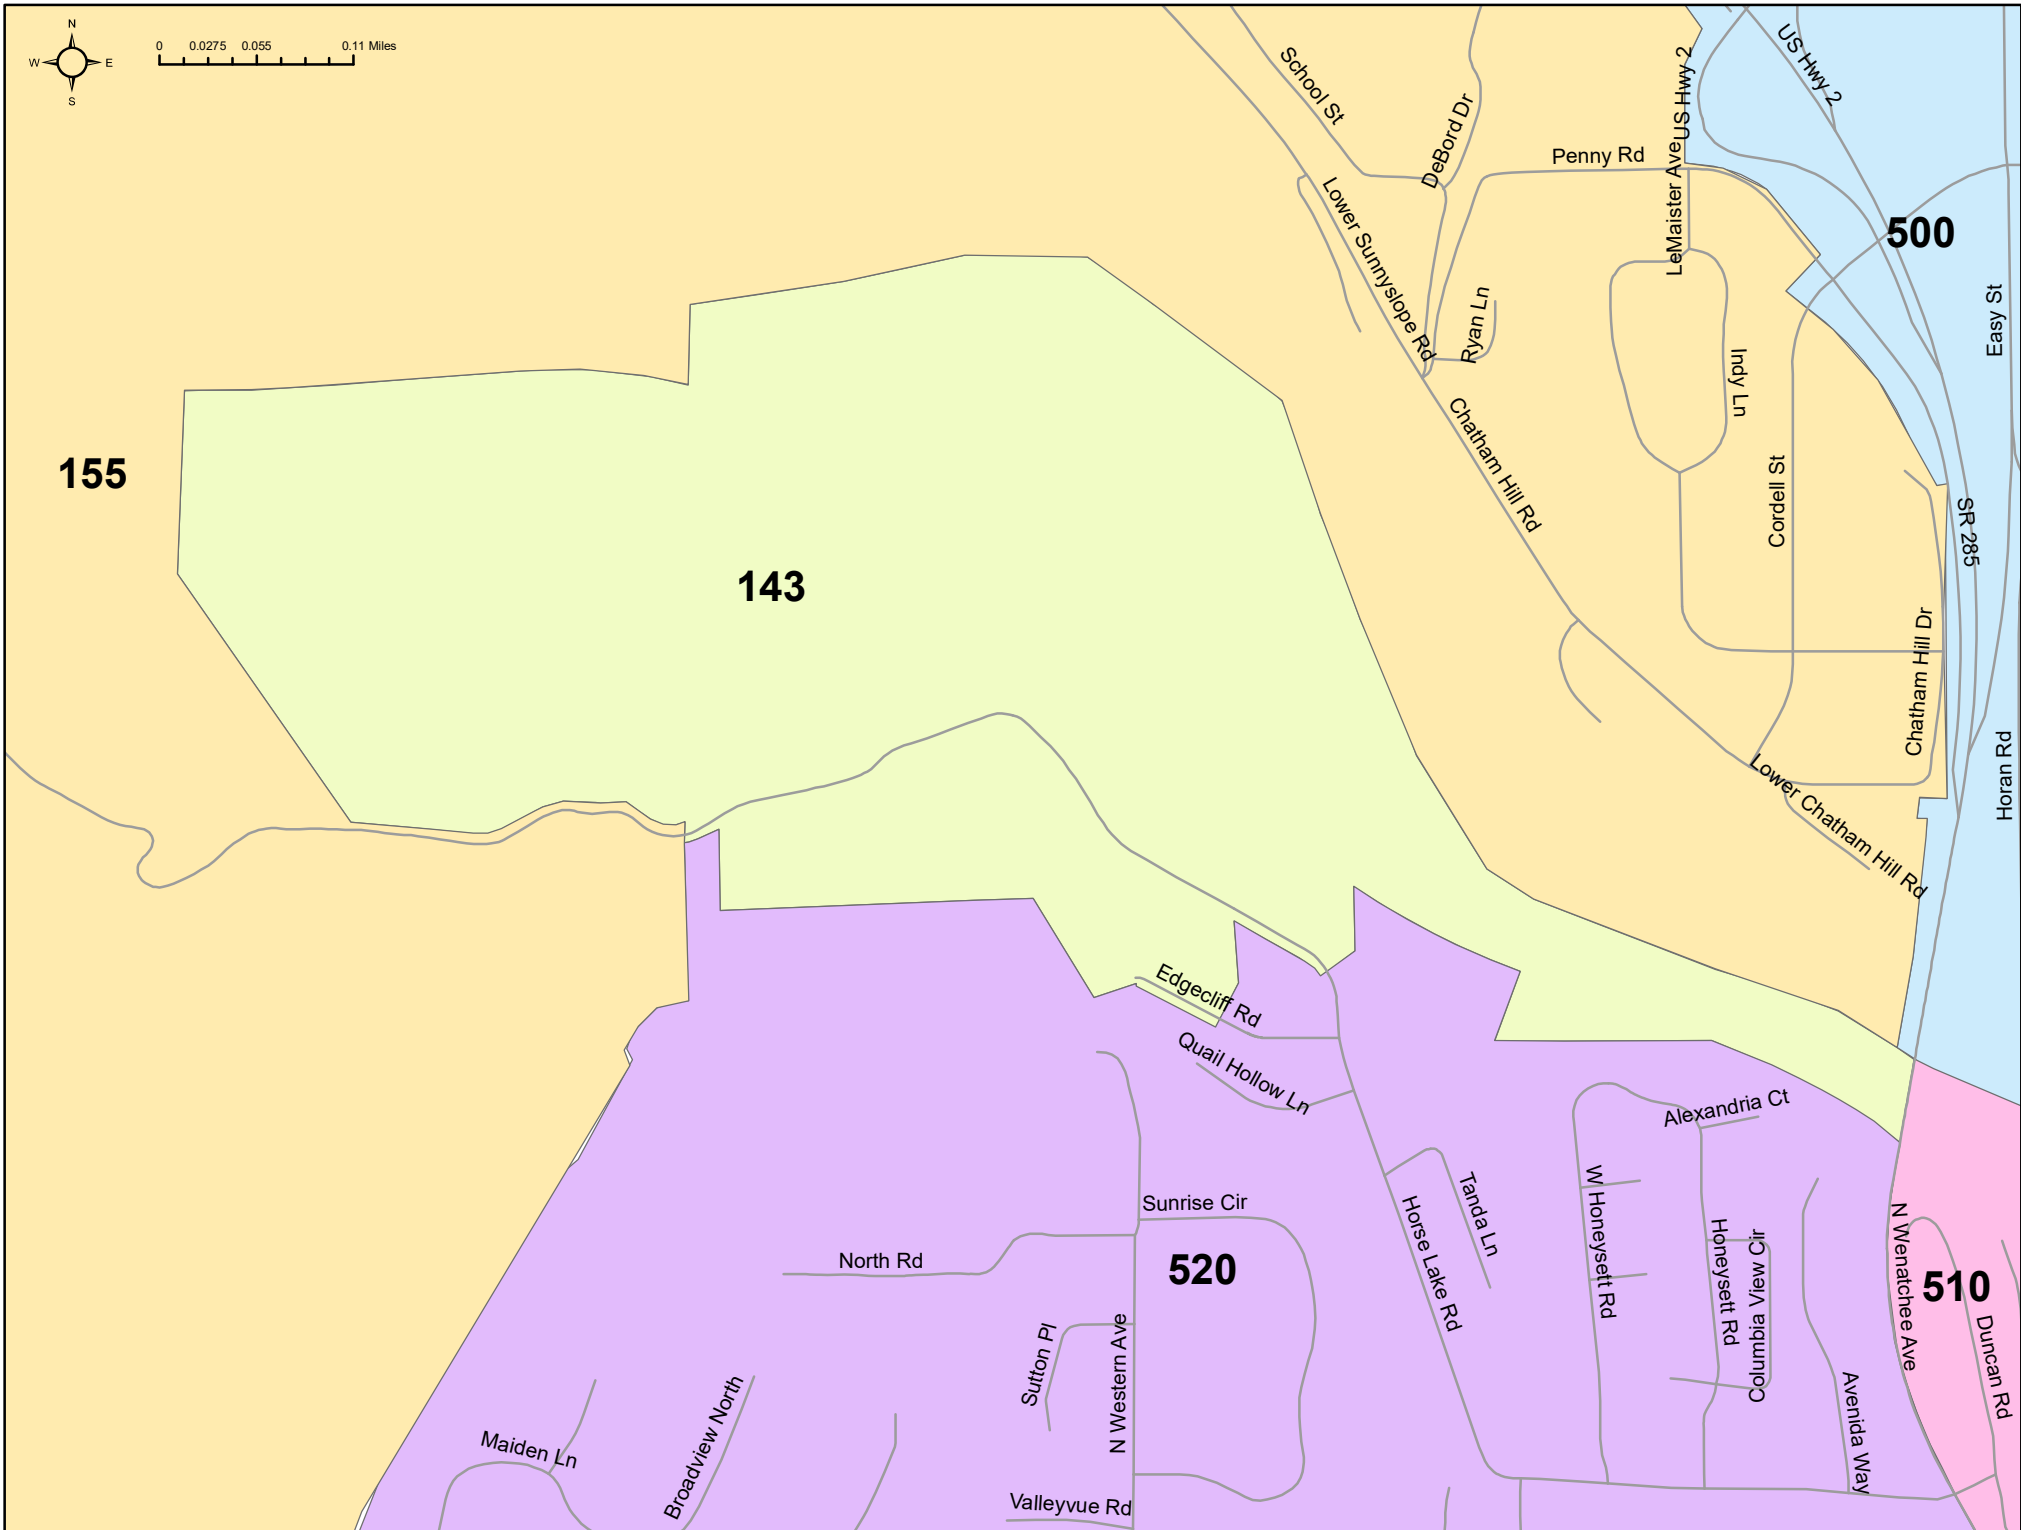 N
W
E
S
0 0.0275 0.055 0.11 Miles
School St
DeBord Dr
US Hwy 2
US Hwy 2
Penny Rd
LeMaister Ave
500
Lower Sunnyslope Rd
Ryan Ln
Easy St
Indy Ln
Chatham Hill Rd
Cordell St
155
SR 285
143
Chatham Hill Dr
Horan Rd
Lower Chatham Hill Rd
Edgecliff Rd
Quail Hollow Ln
Alexandria Ct
Sunrise Cir
Tanda Ln
W Honeysett Rd
Horse Lake Rd
Honeysett Rd
Columbia View Cir
N Wenatchee Ave
North Rd
520
510
Sutton Pl
N Western Ave
Duncan Rd
Avenida Way
Maiden Ln
Broadview North
Valleyvue Rd